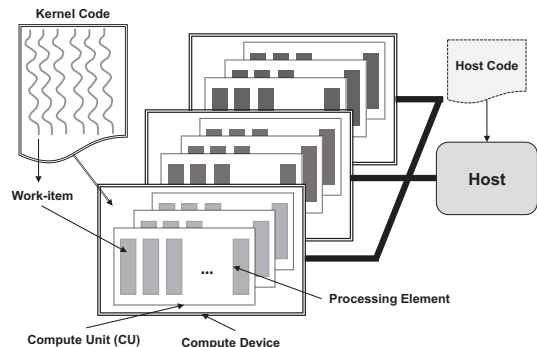 Kernel Code
Host Code
Host
Work-item
...
Processing Element
Compute Unit (CU)
Compute Device